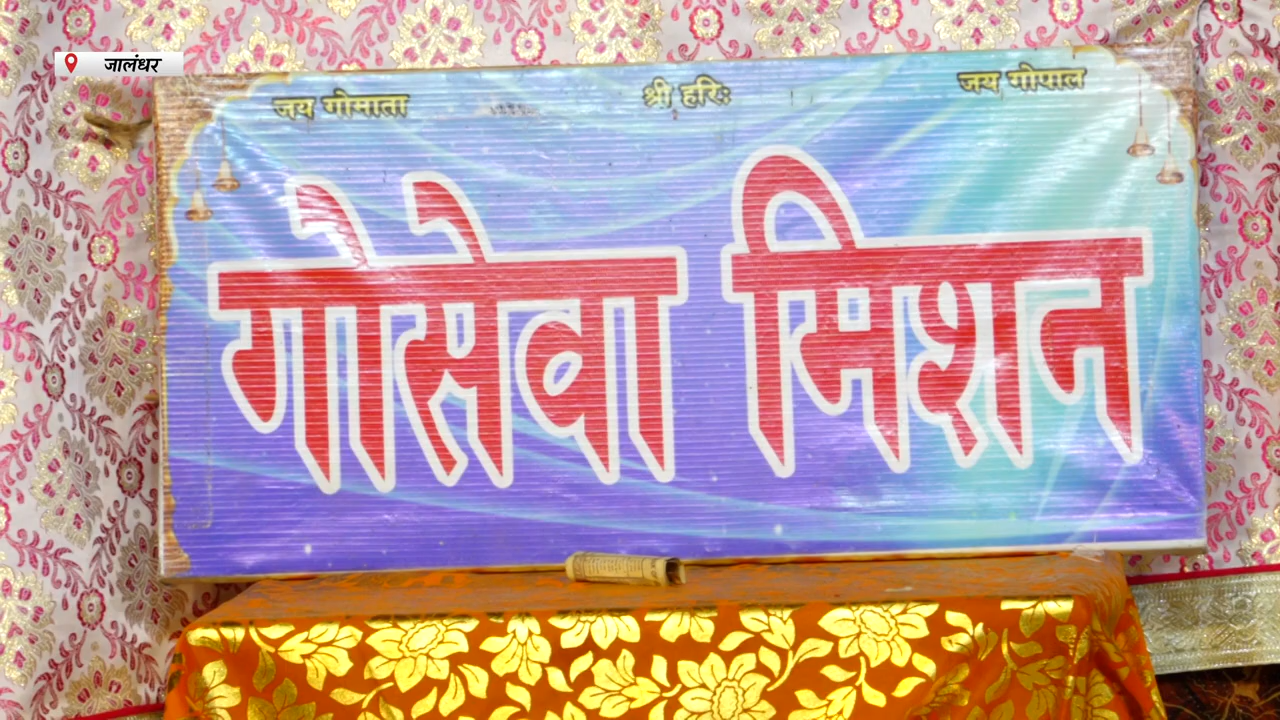 जालंधर
जय गोमाता श्री हरिः जय गोपाल
गोसेवा मिशन